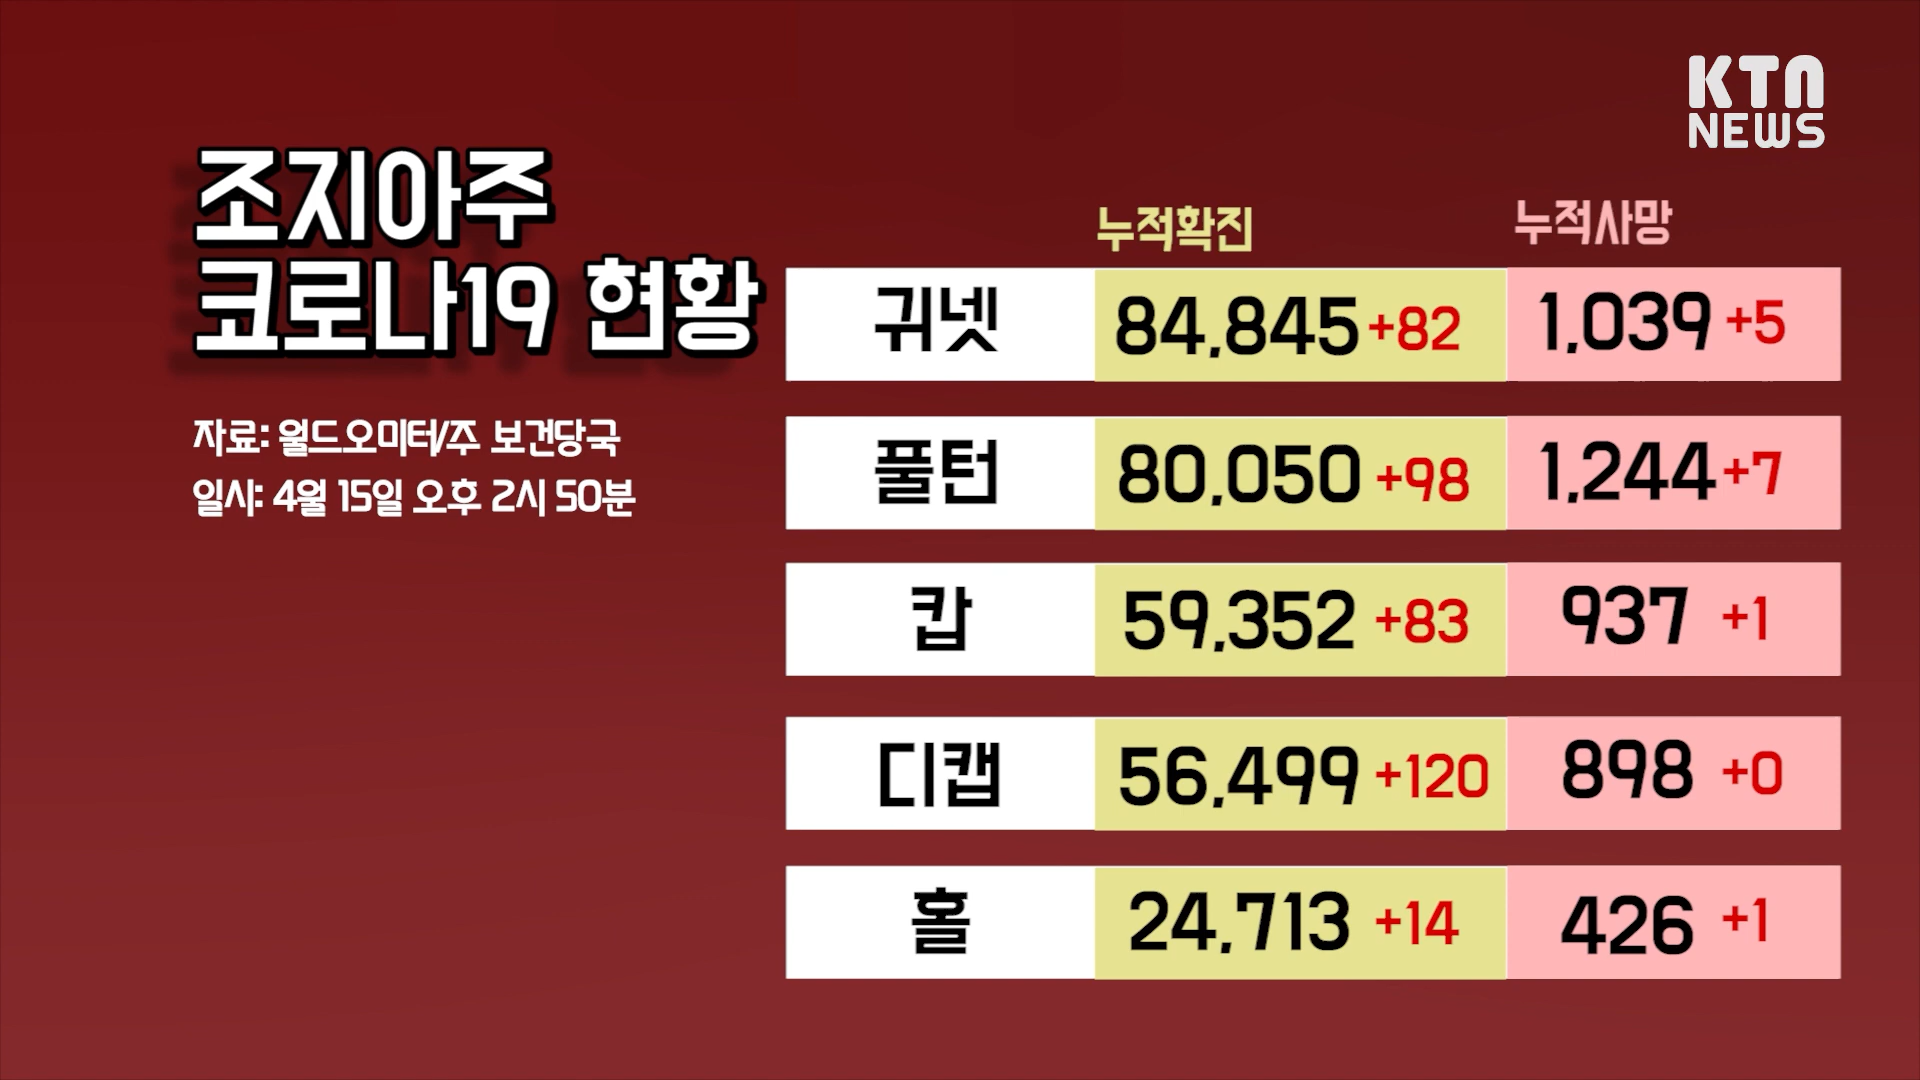 KTN
NEWS
조지아주
코로나19 현황
자료: 월드오미터/주 보건당국
일시: 4월 15일 오후 2시 50분
누적확진 누적사망
귀넷 84,845 +82 1,039 +5
풀턴 80,050 +98 1,244 +7
캅 59,352 +83 937 +1
디캡 56,499 +120 898 +0
홀 24,713 +14 426 +1